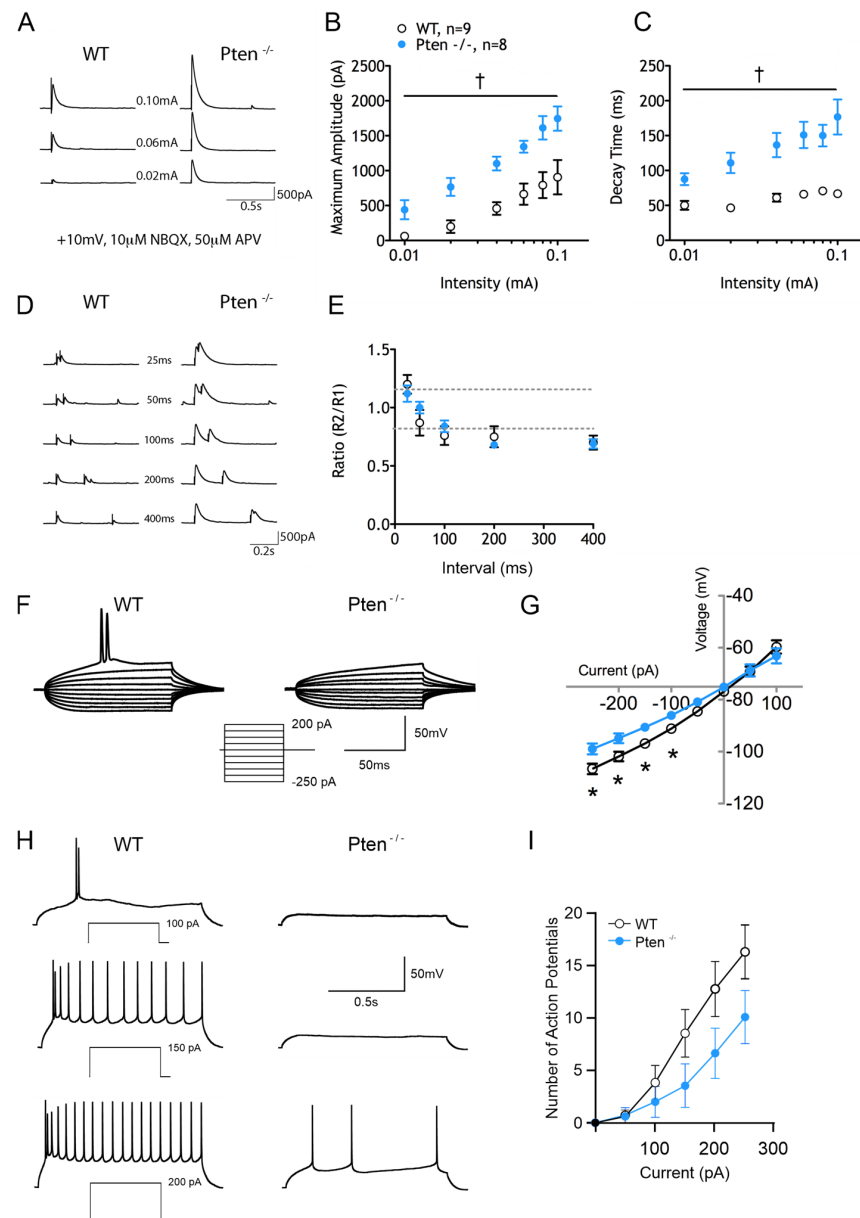 A
WT
Pten -/-
0.10mA
0.06mA
0.02mA
500pA
0.5s
+10mV, 10µM NBQX, 50µM APV
B
WT, n=9
Pten -/-, n=8
†
Maximum Amplitude (pA)
2500
2000
1500
1000
500
0
0.01
0.1
Intensity (mA)
C
†
Decay Time (ms)
250
200
150
100
50
0
0.01
0.1
Intensity (mA)
D
WT
Pten -/-
25ms
50ms
100ms
200ms
400ms
500pA
0.2s
E
Ratio (R2/R1)
1.5
1.0
0.5
0.0
0 100 200 300 400
Interval (ms)
F
WT
Pten -/-
200 pA
-250 pA
50mV
50ms
G
Voltage (mV)
Current (pA)
-40
-60
-80
-100
-120
-200 -100 100
* * * *
H
WT
Pten -/-
100 pA
150 pA
200 pA
50mV
0.5s
I
WT
Pten -/-
Number of Action Potentials
20
15
10
5
0
100 200 300
Current (pA)